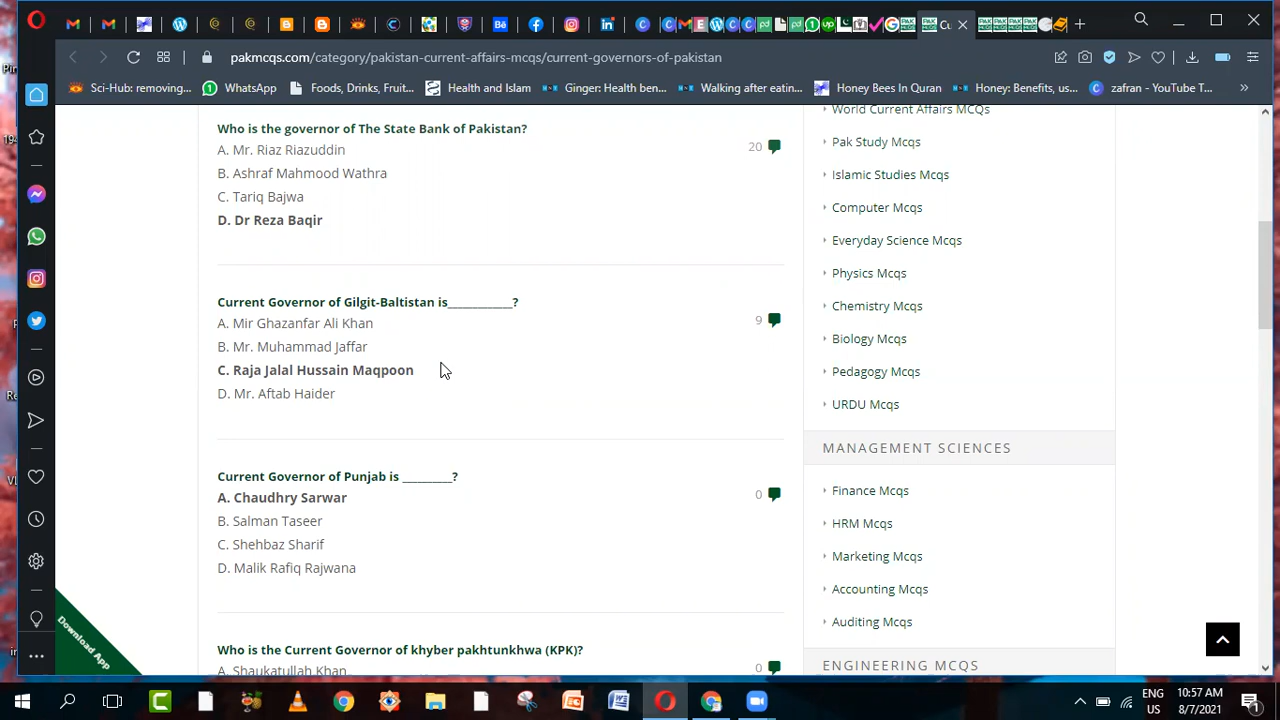 Cu
pakmcqs.com/category/pakistan-current-affairs-mcqs/current-governors-of-pakistan
Sci-Hub: removing...
WhatsApp
Foods, Drinks, Fruit...
Health and Islam
Ginger: Health ben...
Walking after eatin...
Honey Bees In Quran
Honey: Benefits, us...
zafran - YouTube T...
»
Who is the governor of The State Bank of Pakistan?
20
A. Mr. Riaz Riazuddin
B. Ashraf Mahmood Wathra
C. Tariq Bajwa
D. Dr Reza Baqir
Current Governor of Gilgit-Baltistan is____________?
9
A. Mir Ghazanfar Ali Khan
B. Mr. Muhammad Jaffar
C. Raja Jalal Hussain Maqpoon
D. Mr. Aftab Haider
Current Governor of Punjab is _________?
0
A. Chaudhry Sarwar
B. Salman Taseer
C. Shehbaz Sharif
D. Malik Rafiq Rajwana
Who is the Current Governor of khyber pakhtunkhwa (KPK)?
0
A. Shaukatullah Khan
World Current Affairs MCQs
Pak Study Mcqs
Islamic Studies Mcqs
Computer Mcqs
Everyday Science Mcqs
Physics Mcqs
Chemistry Mcqs
Biology Mcqs
Pedagogy Mcqs
URDU Mcqs
MANAGEMENT SCIENCES
Finance Mcqs
HRM Mcqs
Marketing Mcqs
Accounting Mcqs
Auditing Mcqs
ENGINEERING MCQS
Download App
ENG
US
10:57 AM
8/7/2021